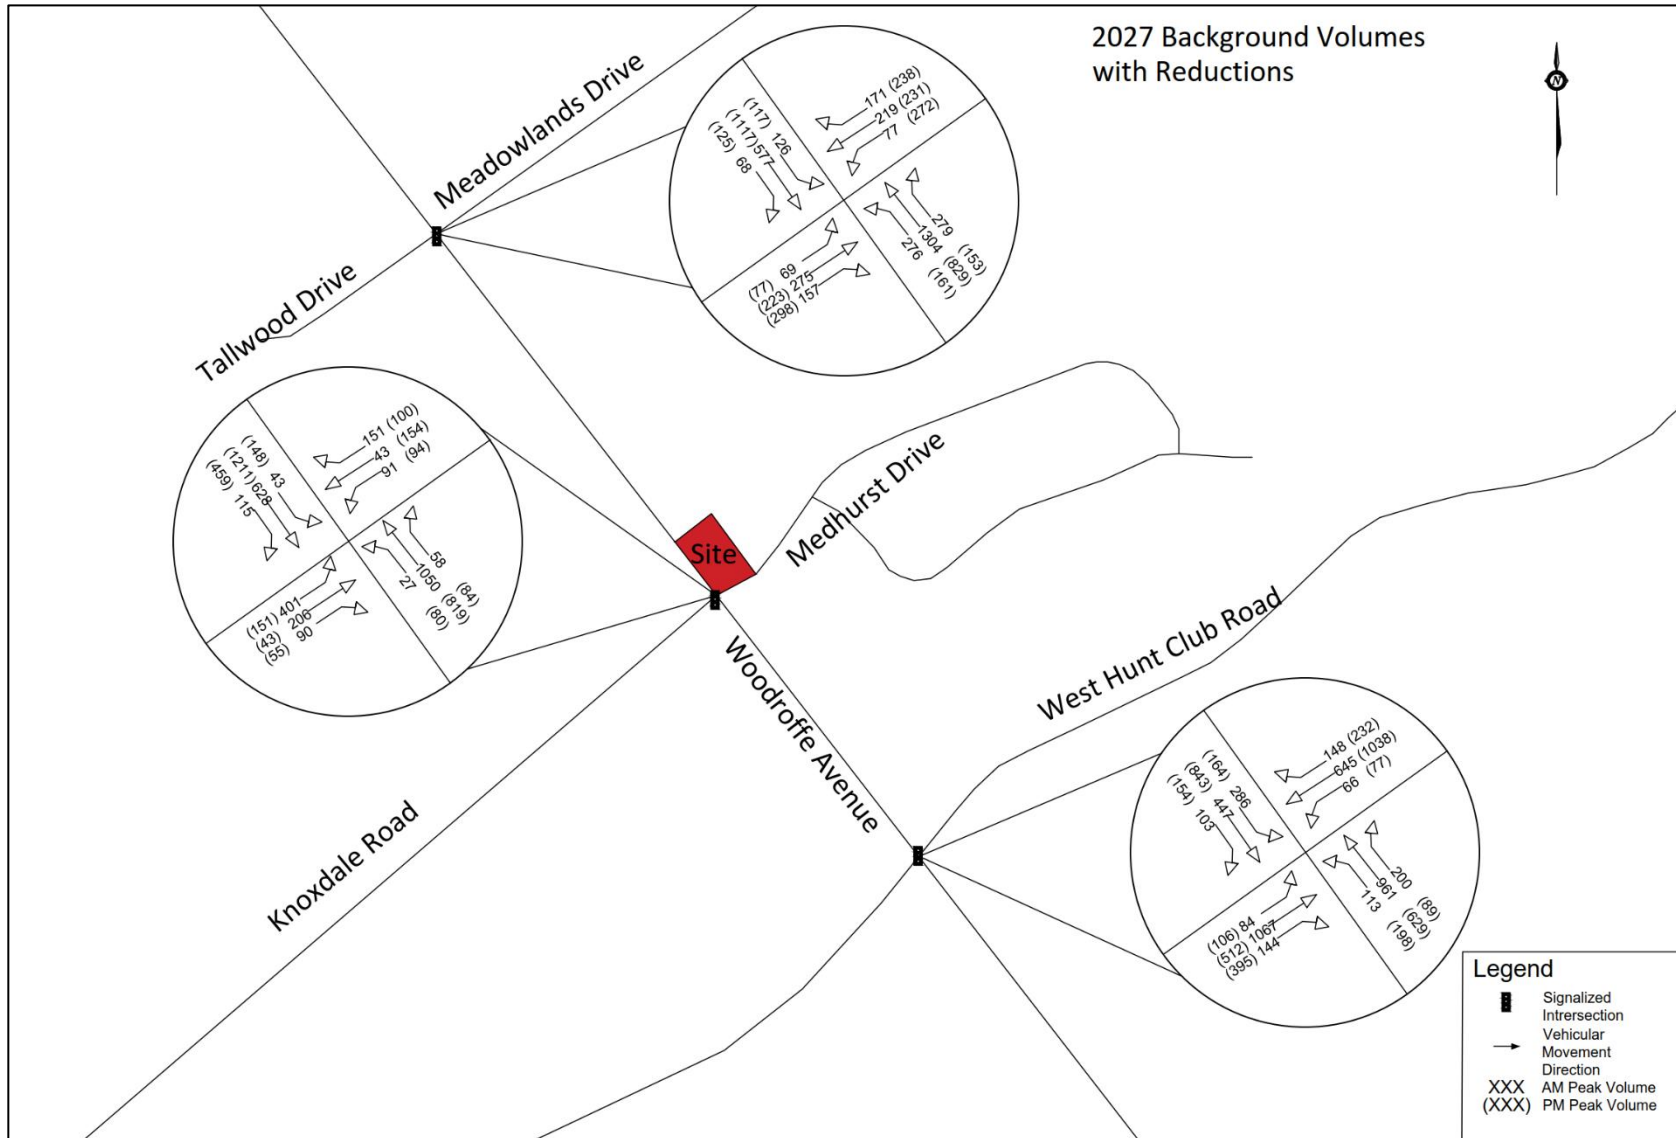 2027 Background Volumes
with Reductions
N
Meadowlands Drive
Tallwood Drive
171 (238)
219 (231)
77 (272)
(117) 126
(1117) 577
(125) 68
279 (153)
1304 (829)
276 (161)
(77) 69
(223) 275
(298) 157
151 (100)
43 (154)
91 (94)
(148) 43
(1211) 628
(459) 115
58 (84)
1050 (819)
27 (80)
(151) 401
(43) 206
(55) 90
Site
Medhurst Drive
Woodroffe Avenue
West Hunt Club Road
Knoxdale Road
148 (232)
645 (1038)
66 (77)
(164) 286
(843) 447
(154) 103
200 (89)
961 (629)
113 (198)
(106) 84
(512) 1067
(395) 144
Legend
Signalized
Intrersection
Vehicular
Movement
Direction
XXX AM Peak Volume
(XXX) PM Peak Volume